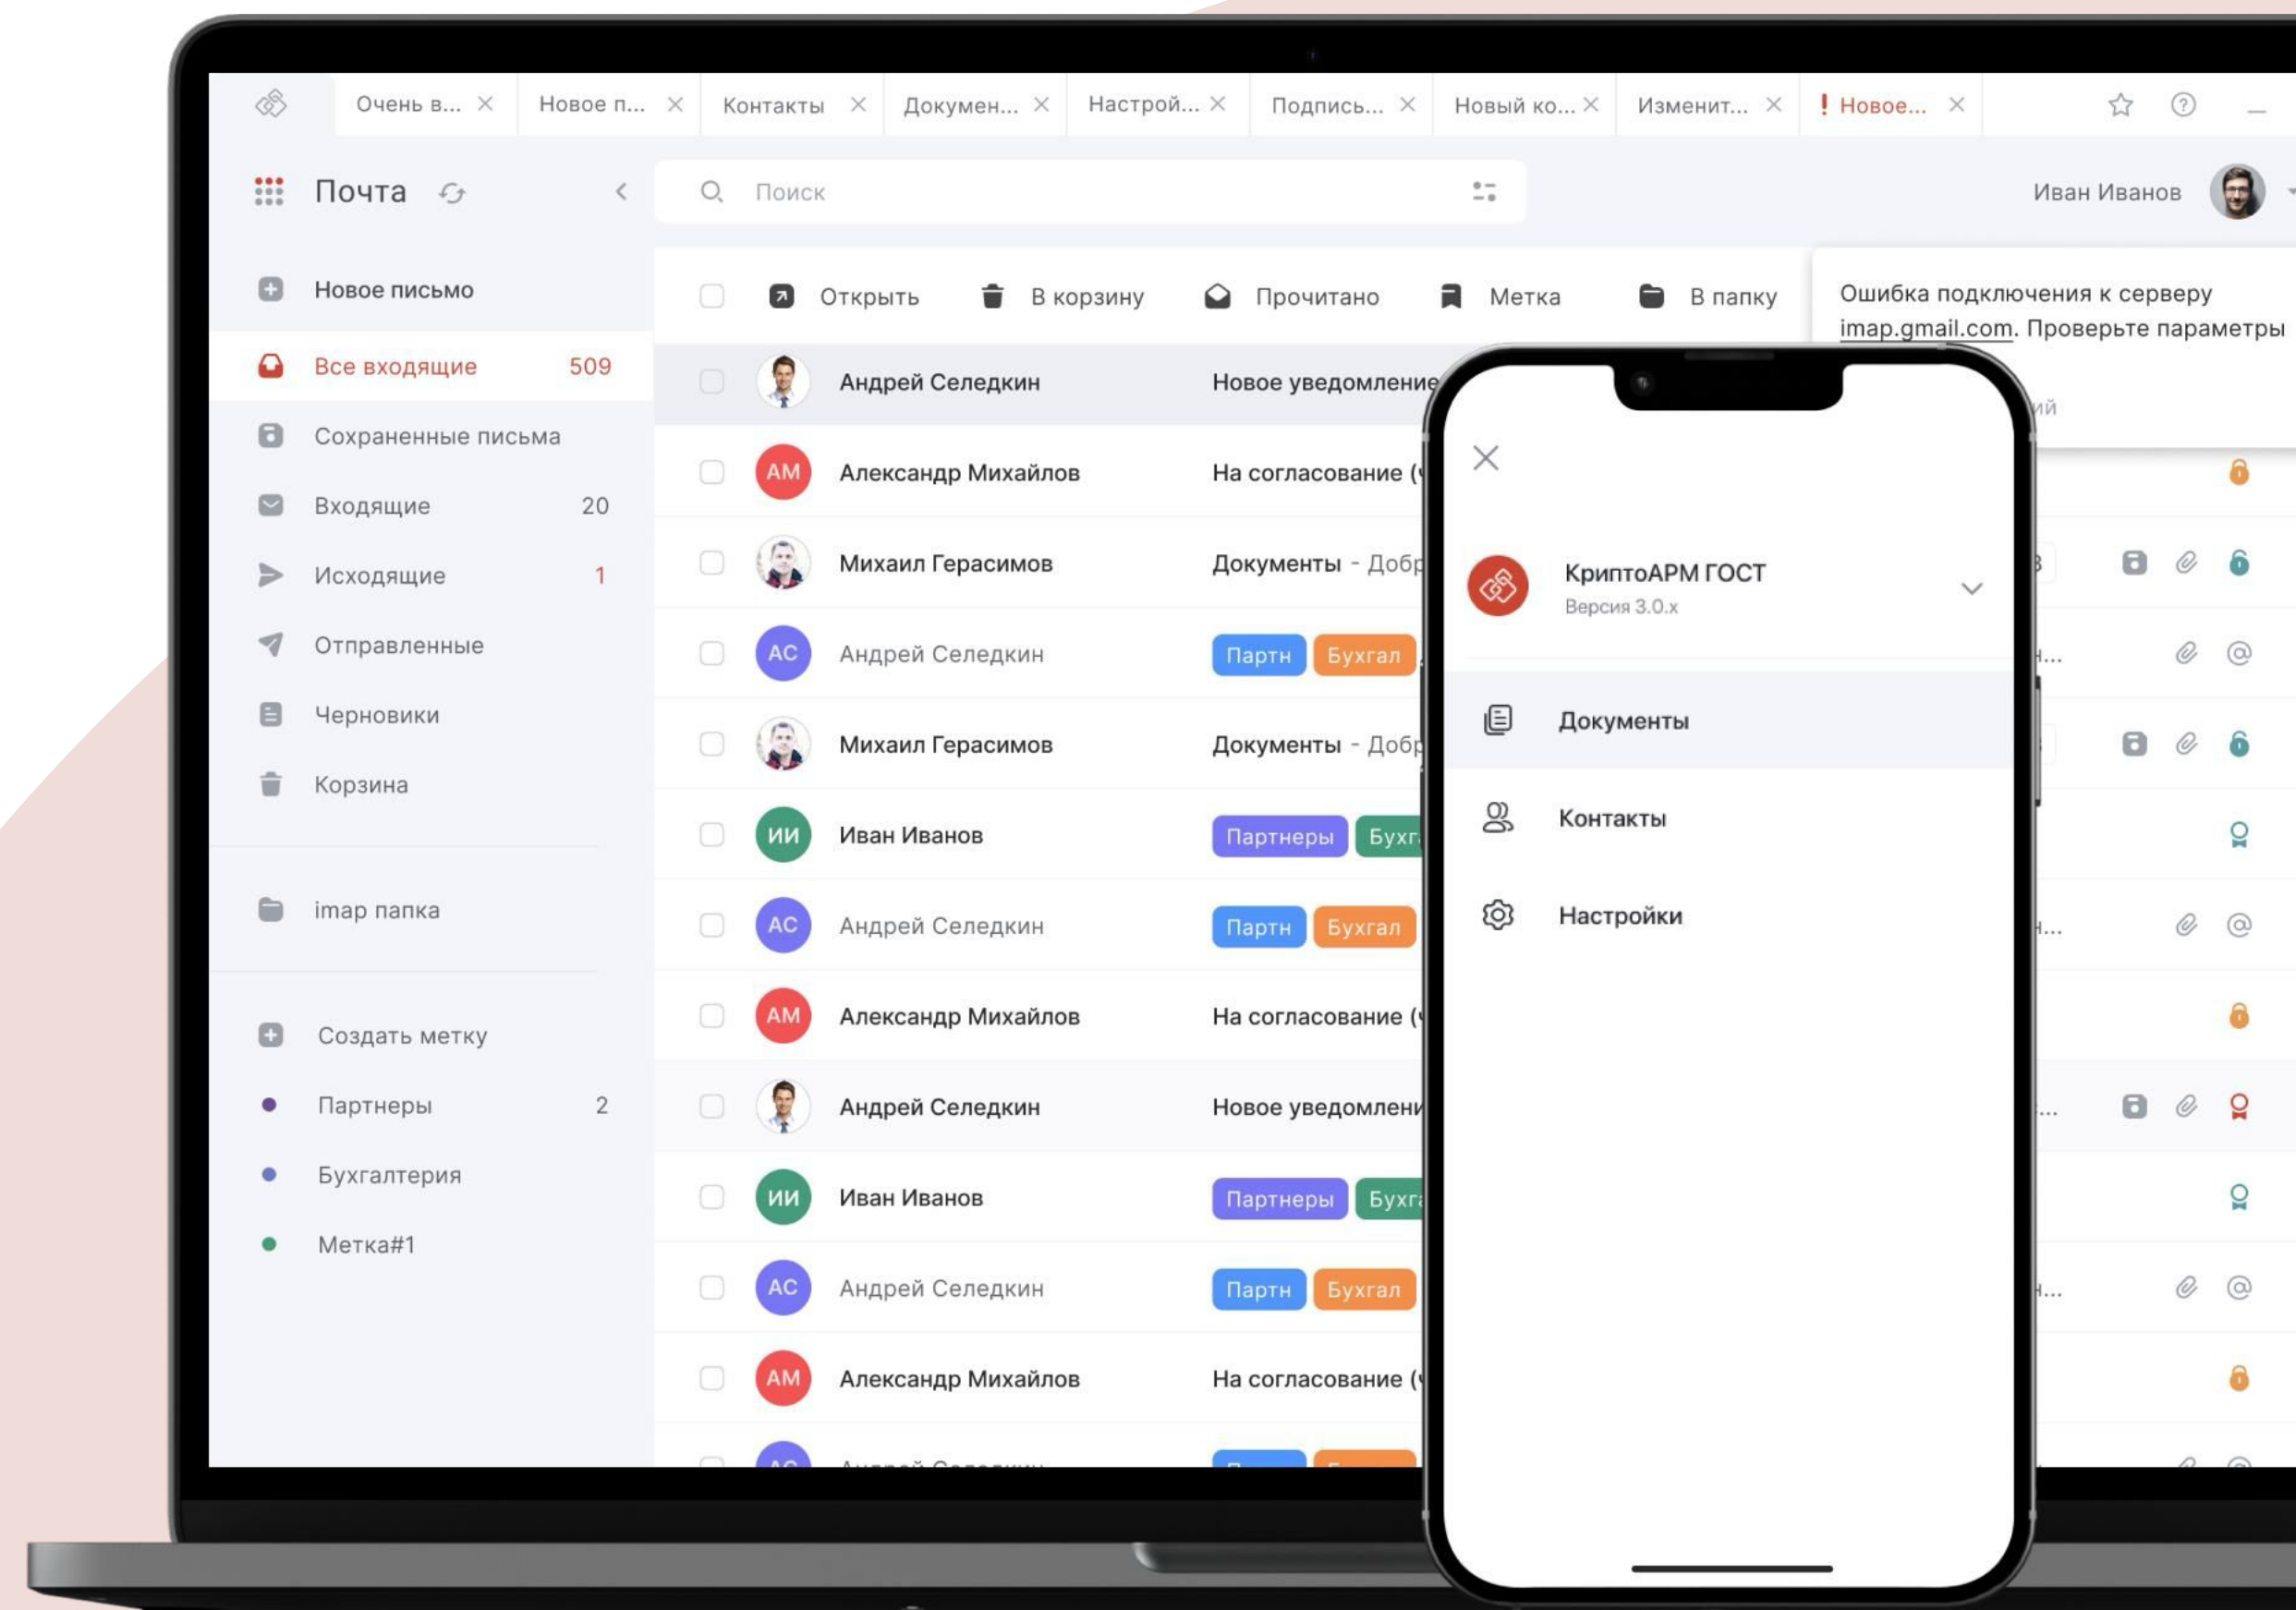 Очень в...
Новое п...
Контакты
Докумен...
Настрой...
Подпись...
Новый ко...
Изменит...
! Новое...
Почта
Поиск
Иван Иванов
Новое письмо
Открыть
В корзину
Прочитано
Метка
В папку
Ошибка подключения к серверу
imap.gmail.com. Проверьте параметры
Все входящие 509
Сохраненные письма
Входящие 20
Исходящие 1
Отправленные
Черновики
Корзина
imap папка
Создать метку
Партнеры 2
Бухгалтерия
Метка#1
Андрей Селедкин Новое уведомление
АМ Александр Михайлов На согласование
Михаил Герасимов Документы - Добр
АС Андрей Селедкин Партн Бухгал
Михаил Герасимов Документы - Добр
ИИ Иван Иванов Партнеры Бухг
АС Андрей Селедкин Партн Бухгал
АМ Александр Михайлов На согласование
Андрей Селедкин Новое уведомлени
ИИ Иван Иванов Партнеры Бухг
АС Андрей Селедкин Партн Бухгал
АМ Александр Михайлов На согласование
КриптоАРМ ГОСТ
Версия 3.0.x
Документы
Контакты
Настройки